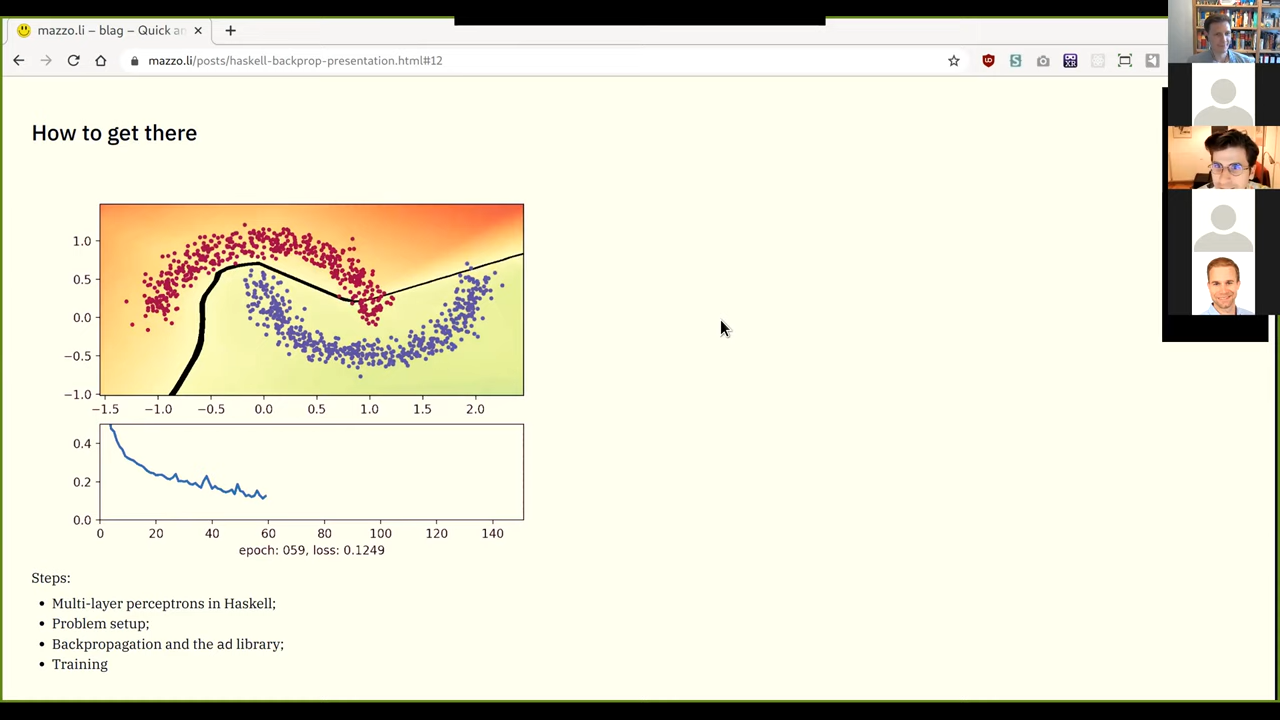 mazzo.li – blag – Quick an
mazzo.li/posts/haskell-backprop-presentation.html#12
How to get there
1.0
0.5
0.0
−0.5
−1.0
−1.5 −1.0 −0.5 0.0 0.5 1.0 1.5 2.0
0.4
0.2
0.0
0 20 40 60 80 100 120 140
epoch: 059, loss: 0.1249
Steps:
• Multi-layer perceptrons in Haskell;
• Problem setup;
• Backpropagation and the ad library;
• Training